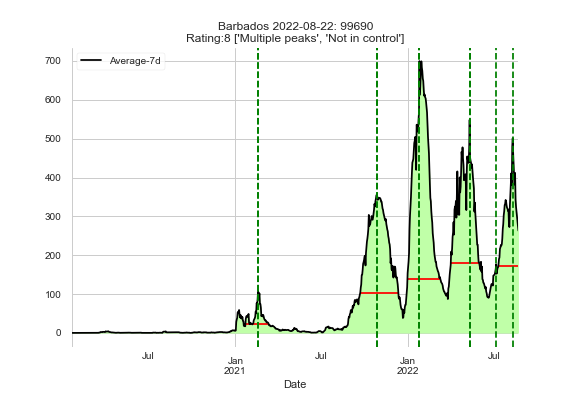 Barbados 2022-08-22: 99690
Rating:8 ['Multiple peaks', 'Not in control']
Average-7d
700
600
500
400
300
200
100
0
Jul
Jan
2021
Jul
Jan
2022
Jul
Date